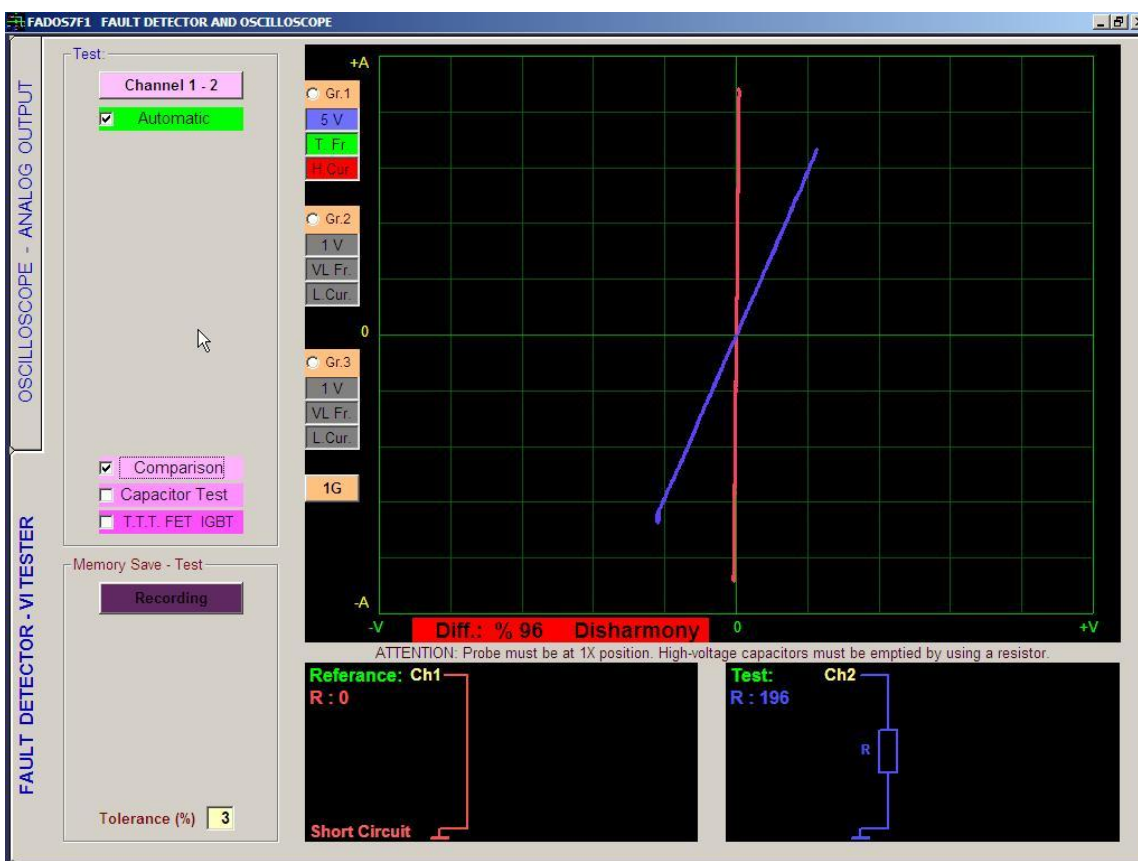 FADOS7F1 FAULT DETECTOR AND OSCILLOSCOPE
OSCILLOSCOPE - ANALOG OUTPUT
FAULT DETECTOR - VI TESTER
Test:
Channel 1 - 2
Automatic
Comparison
Capacitor Test
T.T.T. FET IGBT
Memory Save - Test
Recording
Tolerance (%) 3
Gr.1
5 V
T. Fr
H.Cur.
Gr.2
1 V
VL Fr.
L.Cur.
Gr.3
1 V
VL Fr.
L.Cur.
1G
+A
0
-A
-V
Diff.: % 96 Disharmony
0
+V
ATTENTION: Probe must be at 1X position. High-voltage capacitors must be emptied by using a resistor.
Referance: Ch1
R : 0
Short Circuit
Test: Ch2
R : 196
R